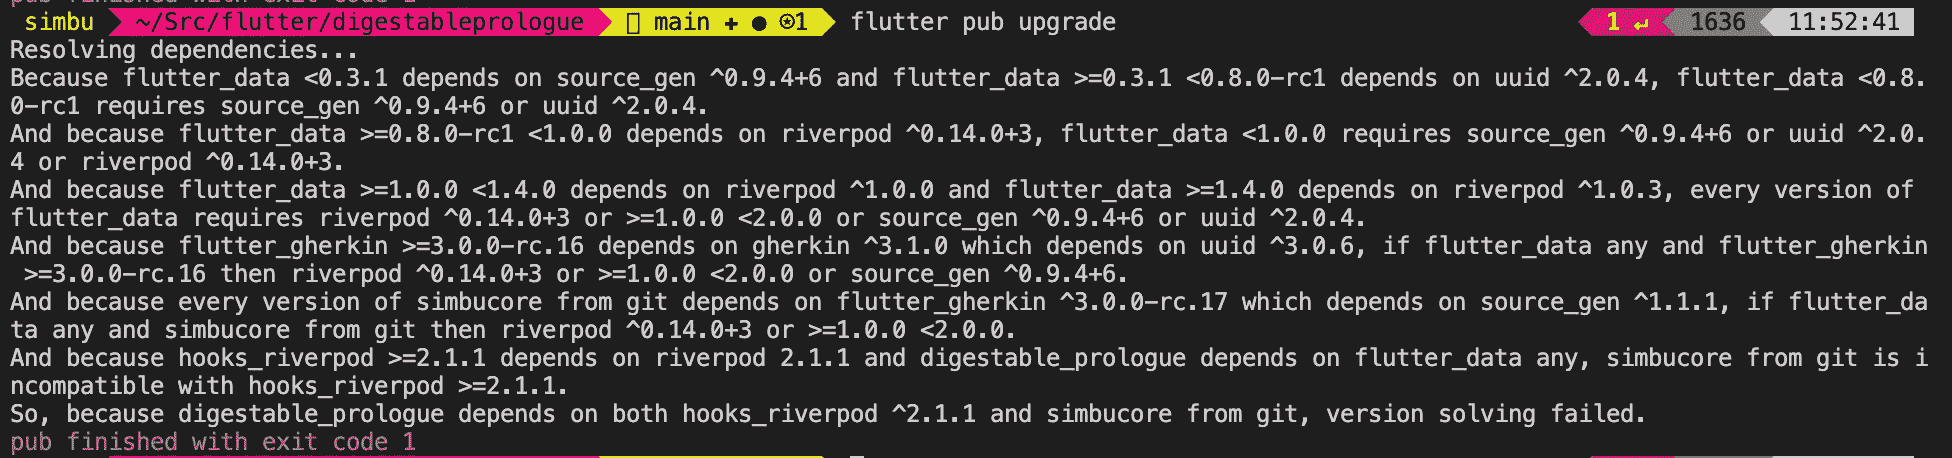 pub finished with exit code 1
simbu ~/Src/flutter/digestableprologue main + ● ⍟1 flutter pub upgrade 1 ↵ 1636 11:52:41
Resolving dependencies...
Because flutter_data <0.3.1 depends on source_gen ^0.9.4+6 and flutter_data >=0.3.1 <0.8.0-rc1 depends on uuid ^2.0.4, flutter_data <0.8.
0-rc1 requires source_gen ^0.9.4+6 or uuid ^2.0.4.
And because flutter_data >=0.8.0-rc1 <1.0.0 depends on riverpod ^0.14.0+3, flutter_data <1.0.0 requires source_gen ^0.9.4+6 or uuid ^2.0.
4 or riverpod ^0.14.0+3.
And because flutter_data >=1.0.0 <1.4.0 depends on riverpod ^1.0.0 and flutter_data >=1.4.0 depends on riverpod ^1.0.3, every version of
flutter_data requires riverpod ^0.14.0+3 or >=1.0.0 <2.0.0 or source_gen ^0.9.4+6 or uuid ^2.0.4.
And because flutter_gherkin >=3.0.0-rc.16 depends on gherkin ^3.1.0 which depends on uuid ^3.0.6, if flutter_data any and flutter_gherkin
>=3.0.0-rc.16 then riverpod ^0.14.0+3 or >=1.0.0 <2.0.0 or source_gen ^0.9.4+6.
And because every version of simbucore from git depends on flutter_gherkin ^3.0.0-rc.17 which depends on source_gen ^1.1.1, if flutter_da
ta any and simbucore from git then riverpod ^0.14.0+3 or >=1.0.0 <2.0.0.
And because hooks_riverpod >=2.1.1 depends on riverpod 2.1.1 and digestable_prologue depends on flutter_data any, simbucore from git is i
ncompatible with hooks_riverpod >=2.1.1.
So, because digestable_prologue depends on both hooks_riverpod ^2.1.1 and simbucore from git, version solving failed.
pub finished with exit code 1